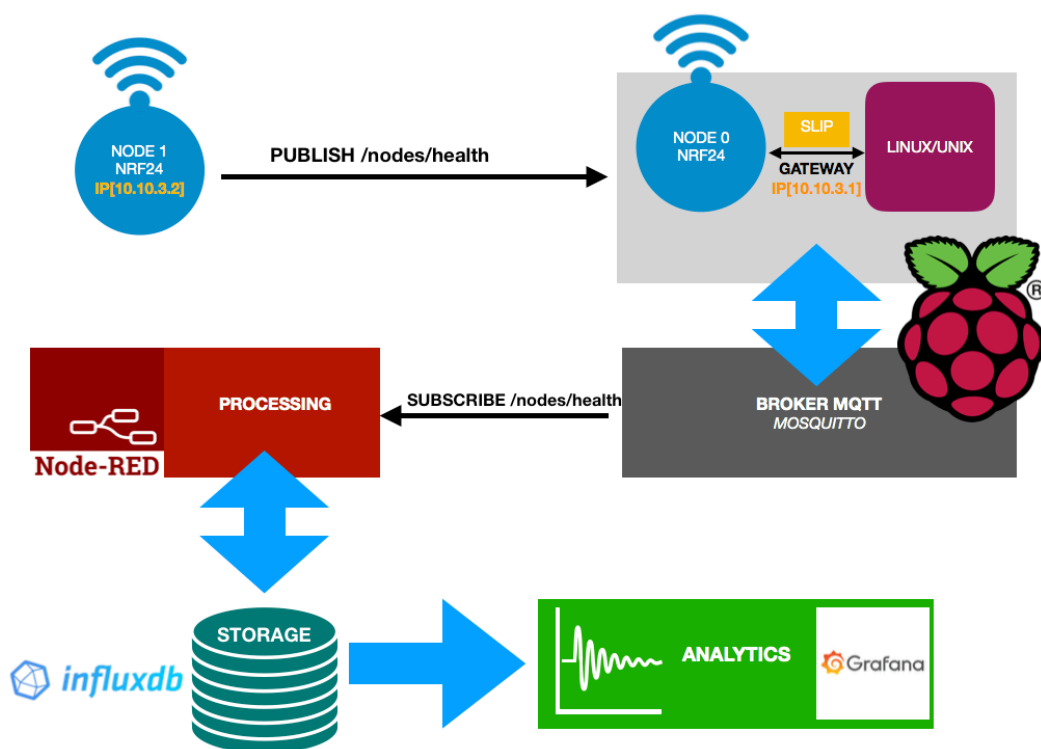 NODE 1
NRF24
IP[10.10.3.2]
PUBLISH /nodes/health
NODE 0
NRF24
SLIP
GATEWAY
IP[10.10.3.1]
LINUX/UNIX
®
Node-RED
PROCESSING
SUBSCRIBE /nodes/health
BROKER MQTT
MOSQUITTO
influxdb
STORAGE
ANALYTICS
Grafana